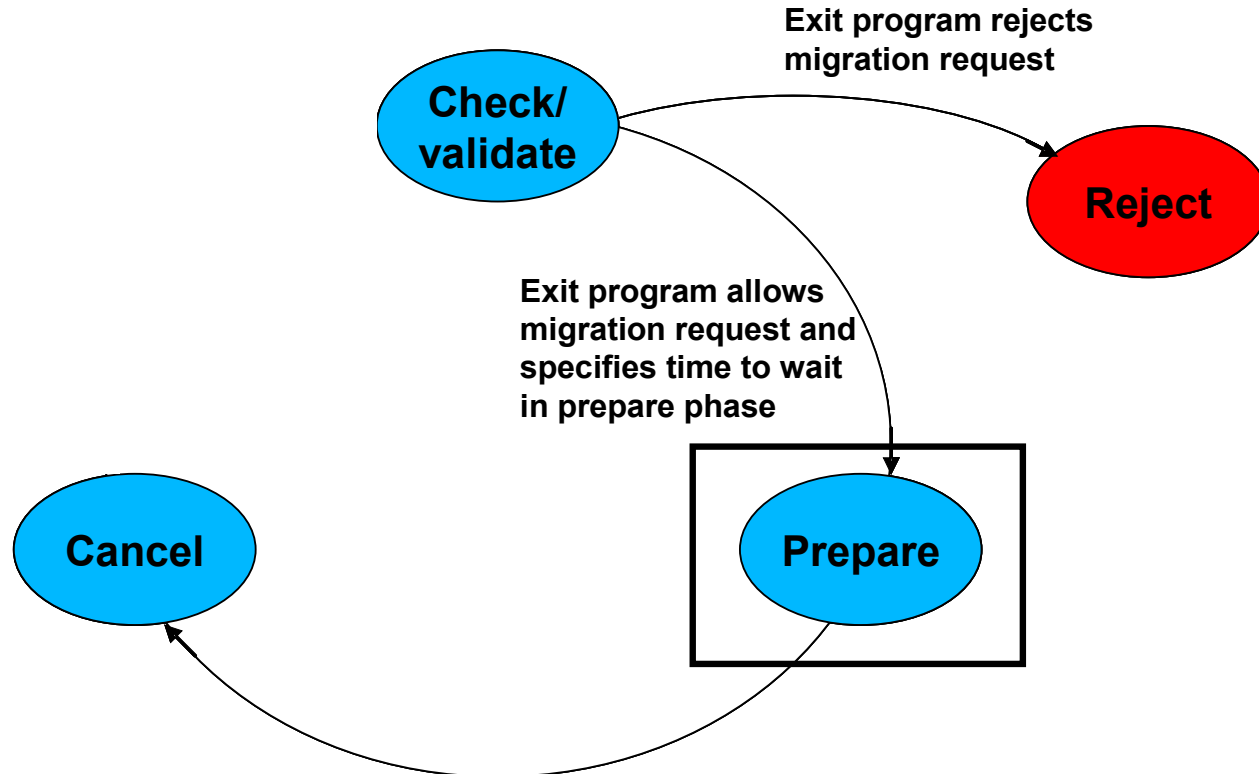 Exit program rejects
migration request
Check/
validate
Reject
Exit program allows
migration request and
specifies time to wait
in prepare phase
Cancel
Prepare